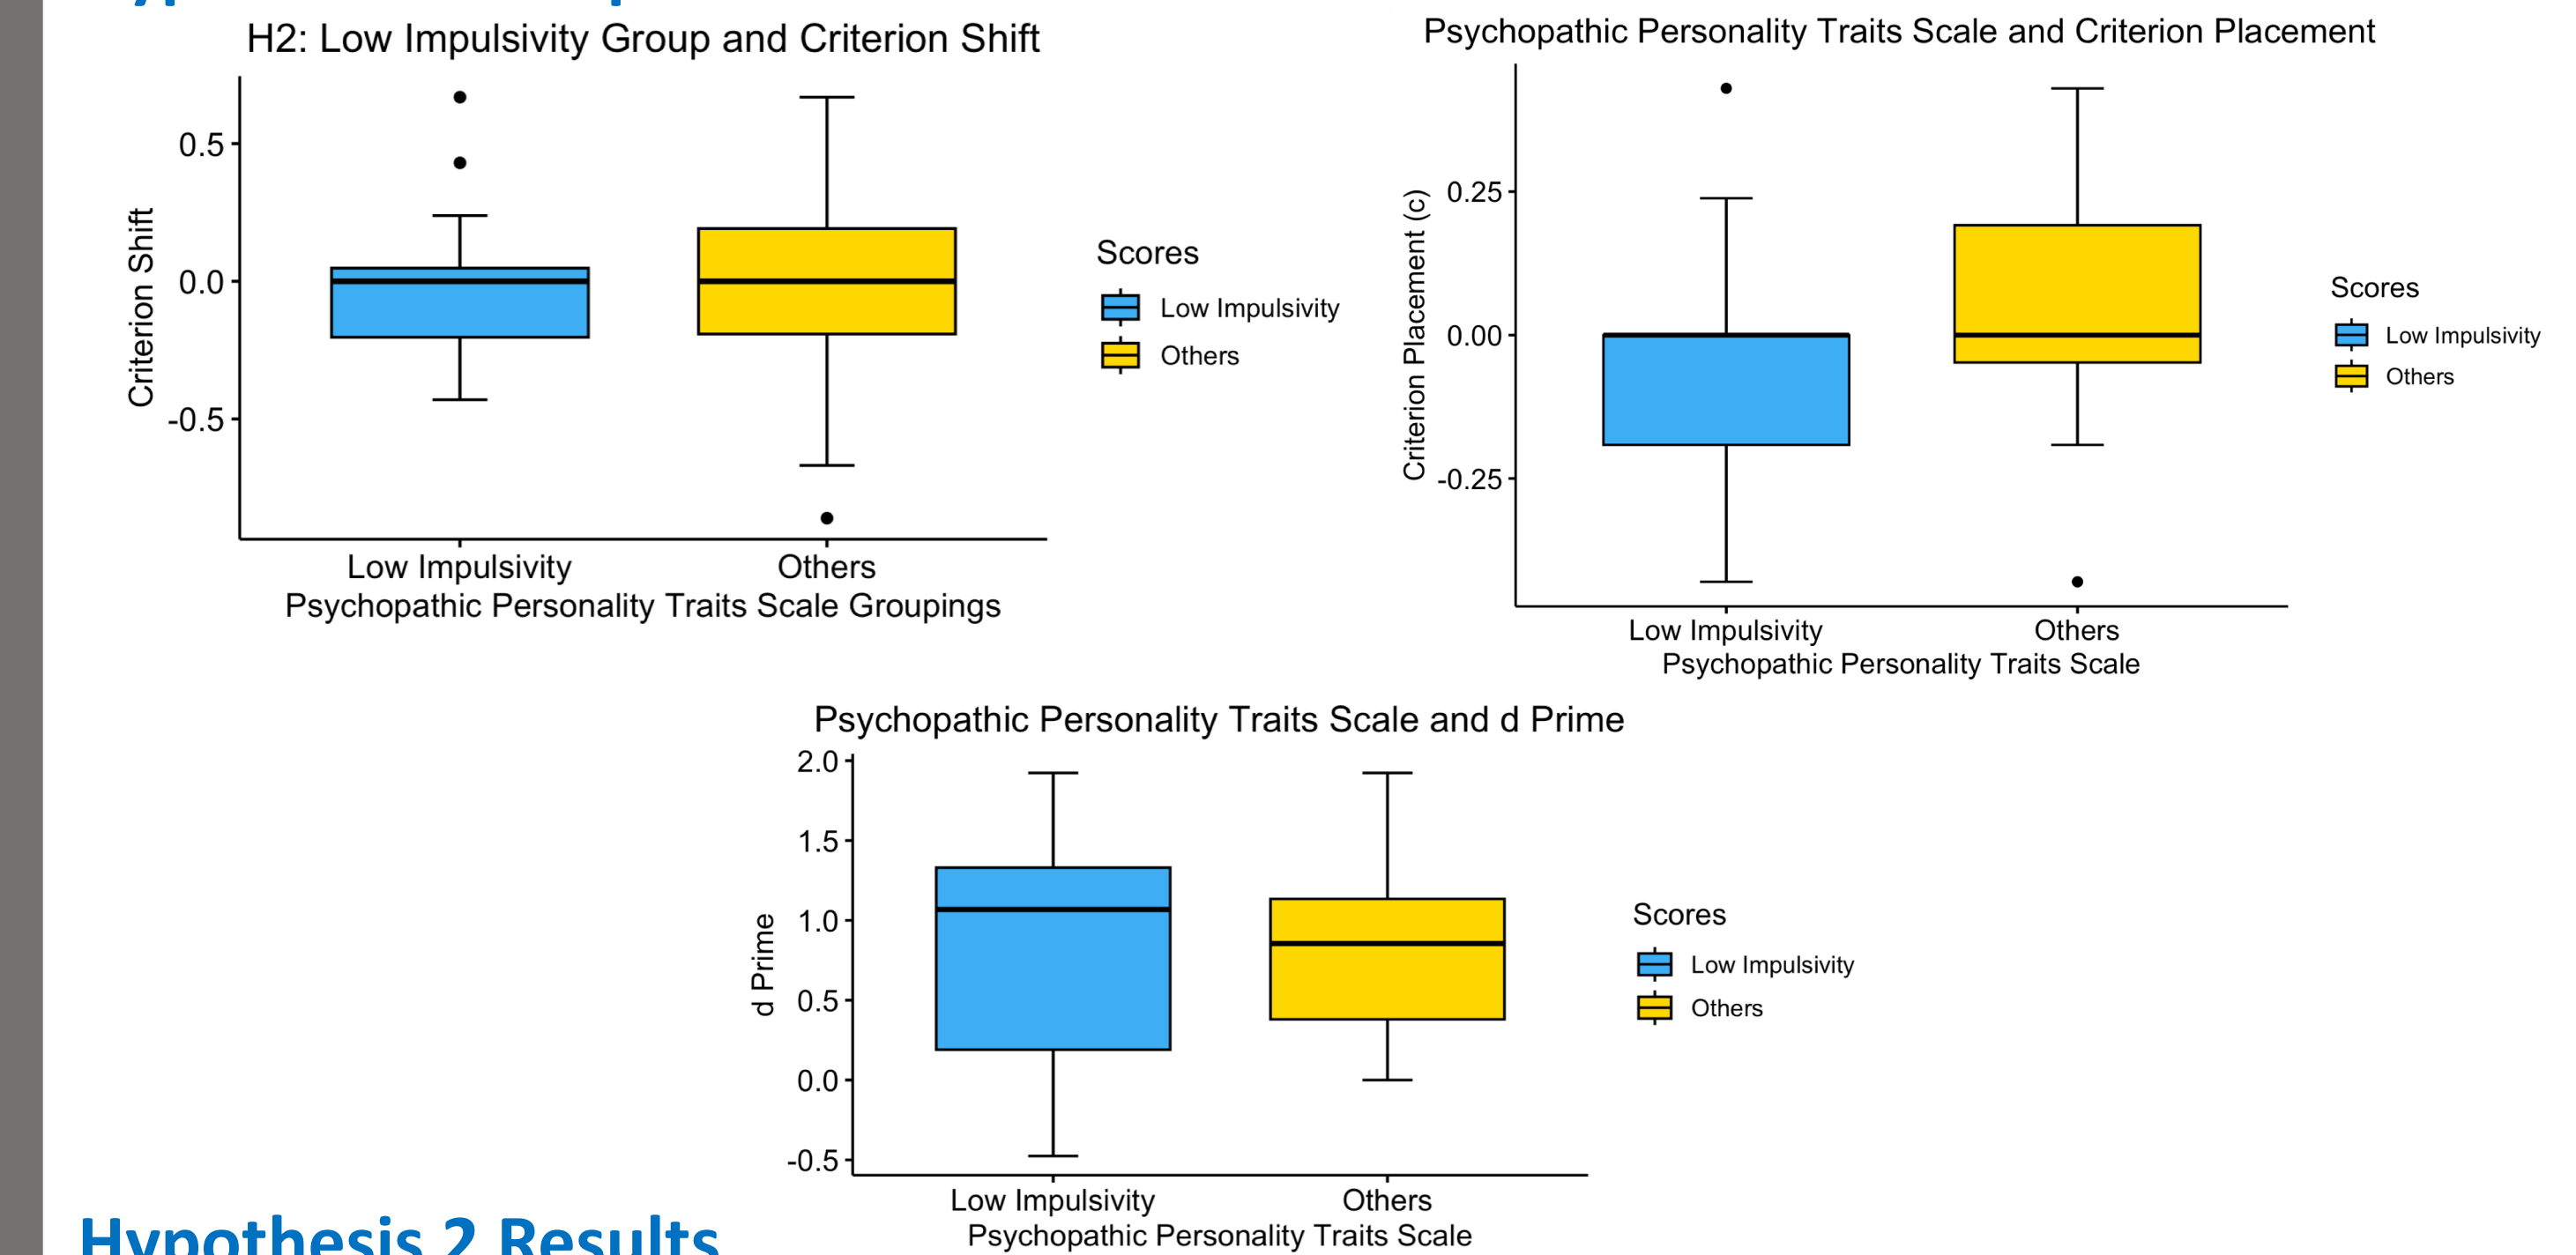 H2: Low Impulsivity Group and Criterion Shift
0.5
0.0
-0.5
Criterion Shift
Low Impulsivity
Others
Psychopathic Personality Traits Scale Groupings
Scores
Low Impulsivity
Others
Psychopathic Personality Traits Scale and Criterion Placement
0.25
0.00
-0.25
Criterion Placement (c)
Low Impulsivity
Others
Psychopathic Personality Traits Scale
Scores
Low Impulsivity
Others
Psychopathic Personality Traits Scale and d Prime
2.0
1.5
1.0
0.5
0.0
-0.5
d Prime
Low Impulsivity
Others
Psychopathic Personality Traits Scale
Scores
Low Impulsivity
Others
Hypothesis 2 Results